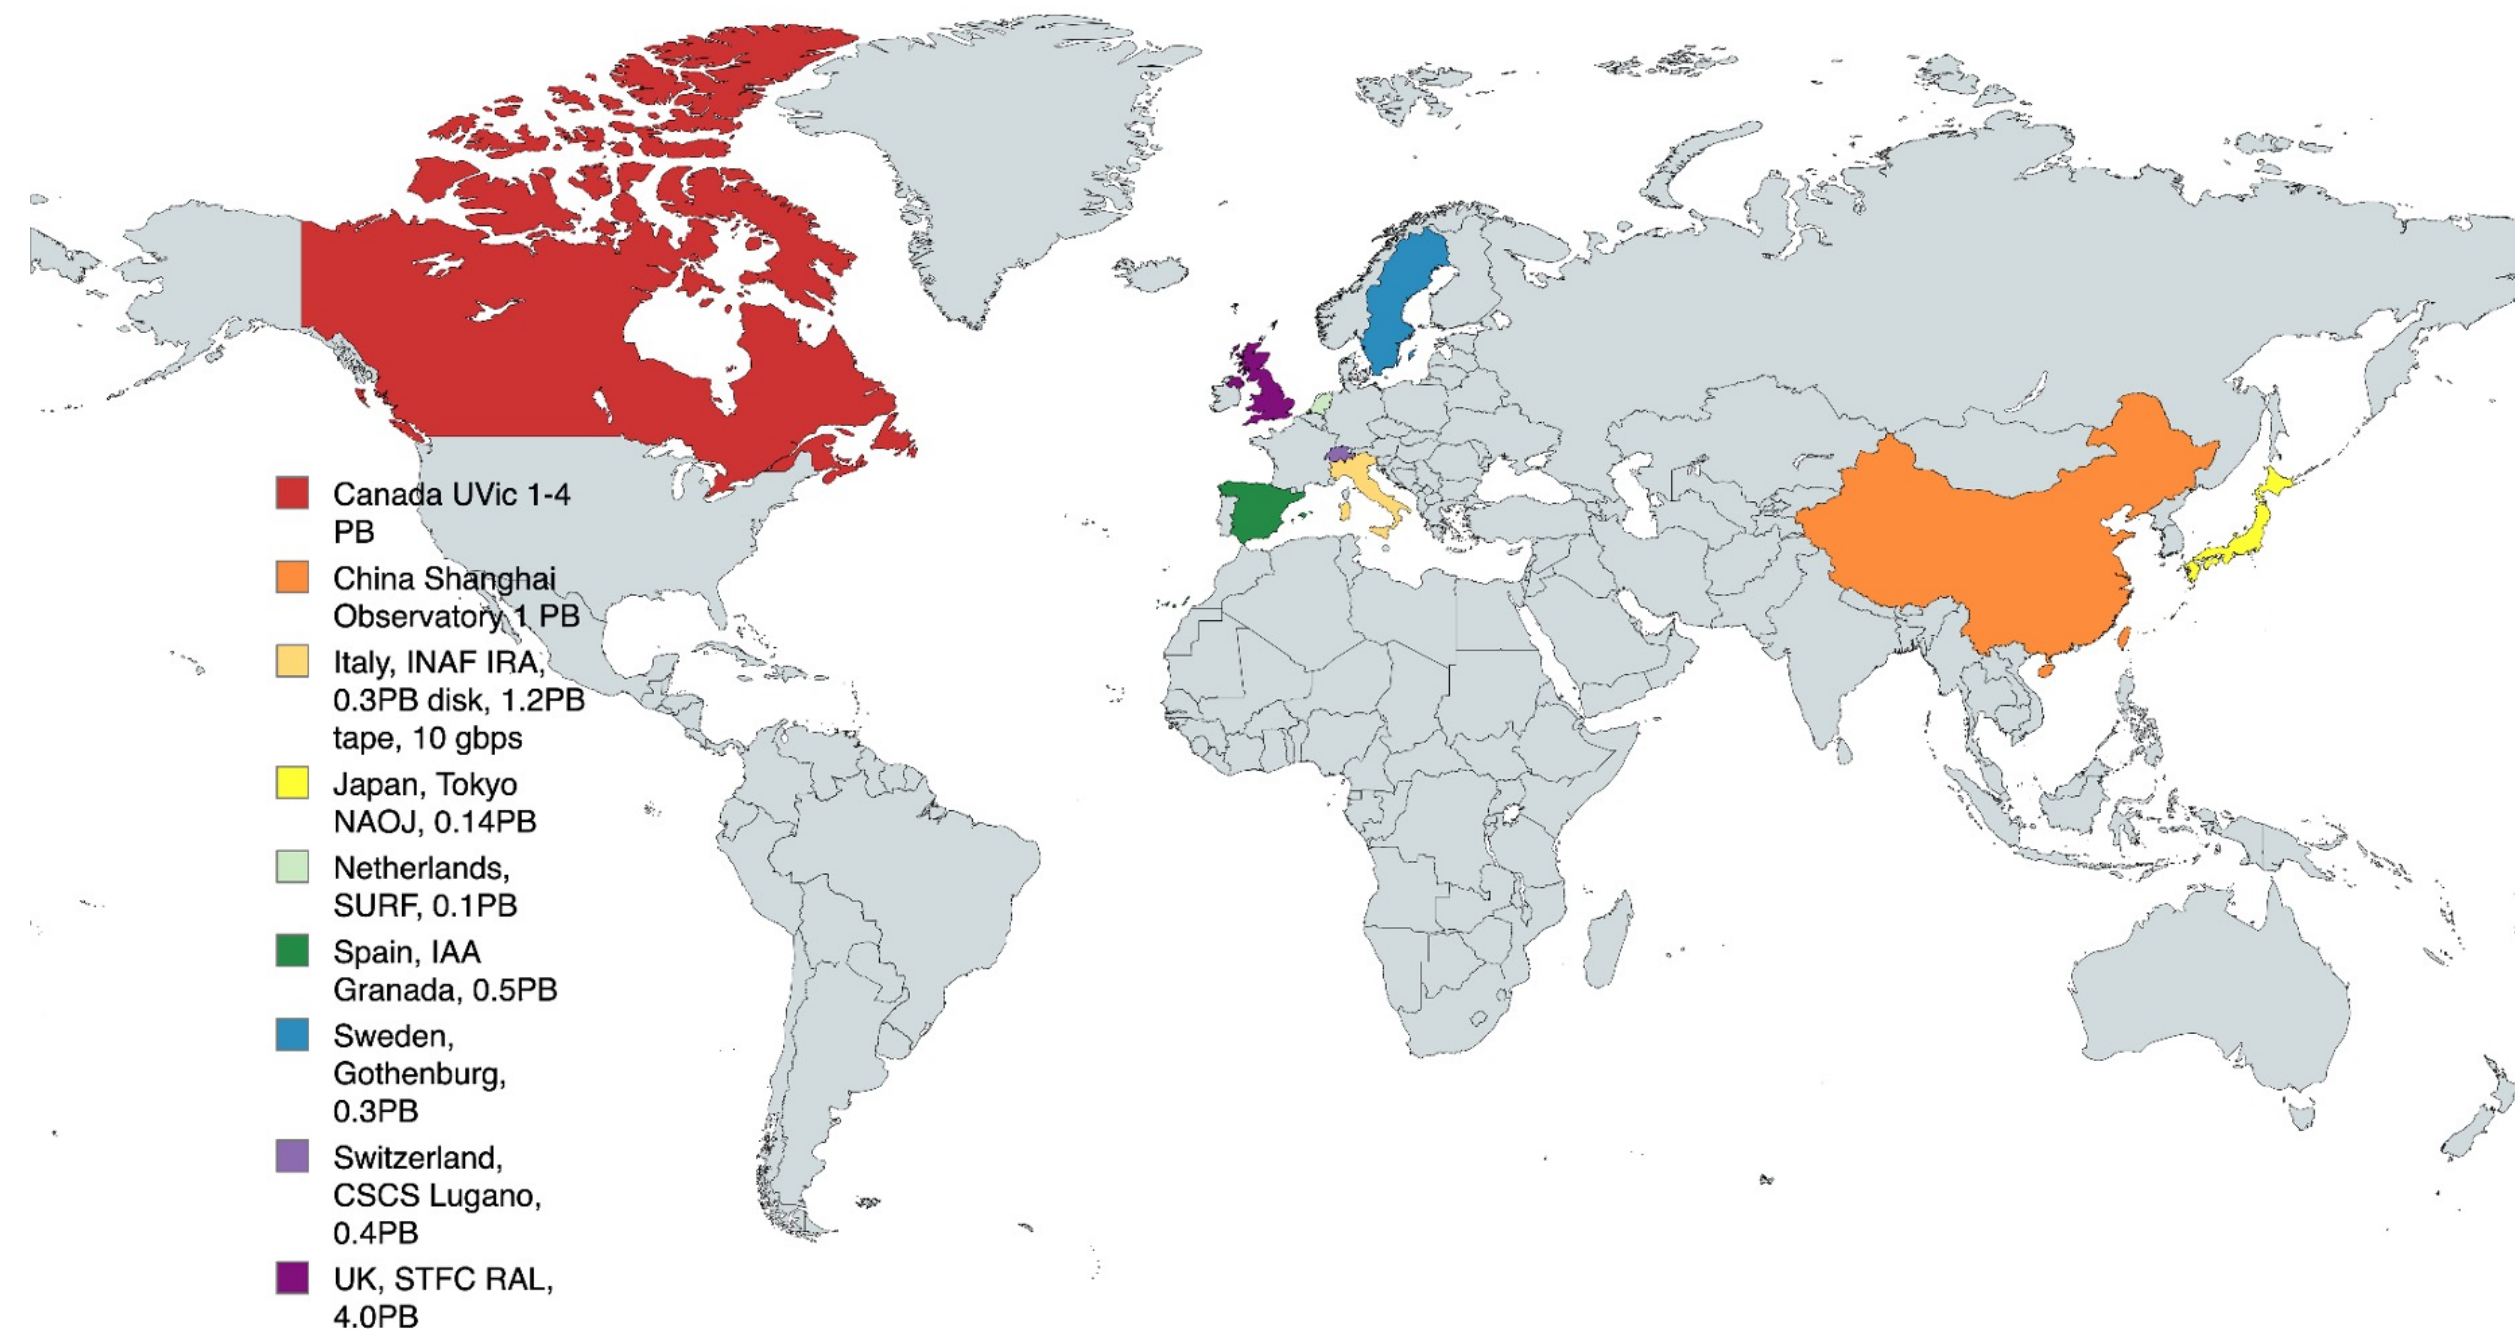 Canada UVic 1-4
PB
China Shanghai
Observatory 1 PB
Italy, INAF IRA,
0.3PB disk, 1.2PB
tape, 10 gbps
Japan, Tokyo
NAOJ, 0.14PB
Netherlands,
SURF, 0.1PB
Spain, IAA
Granada, 0.5PB
Sweden,
Gothenburg,
0.3PB
Switzerland,
CSCS Lugano,
0.4PB
UK, STFC RAL,
4.0PB